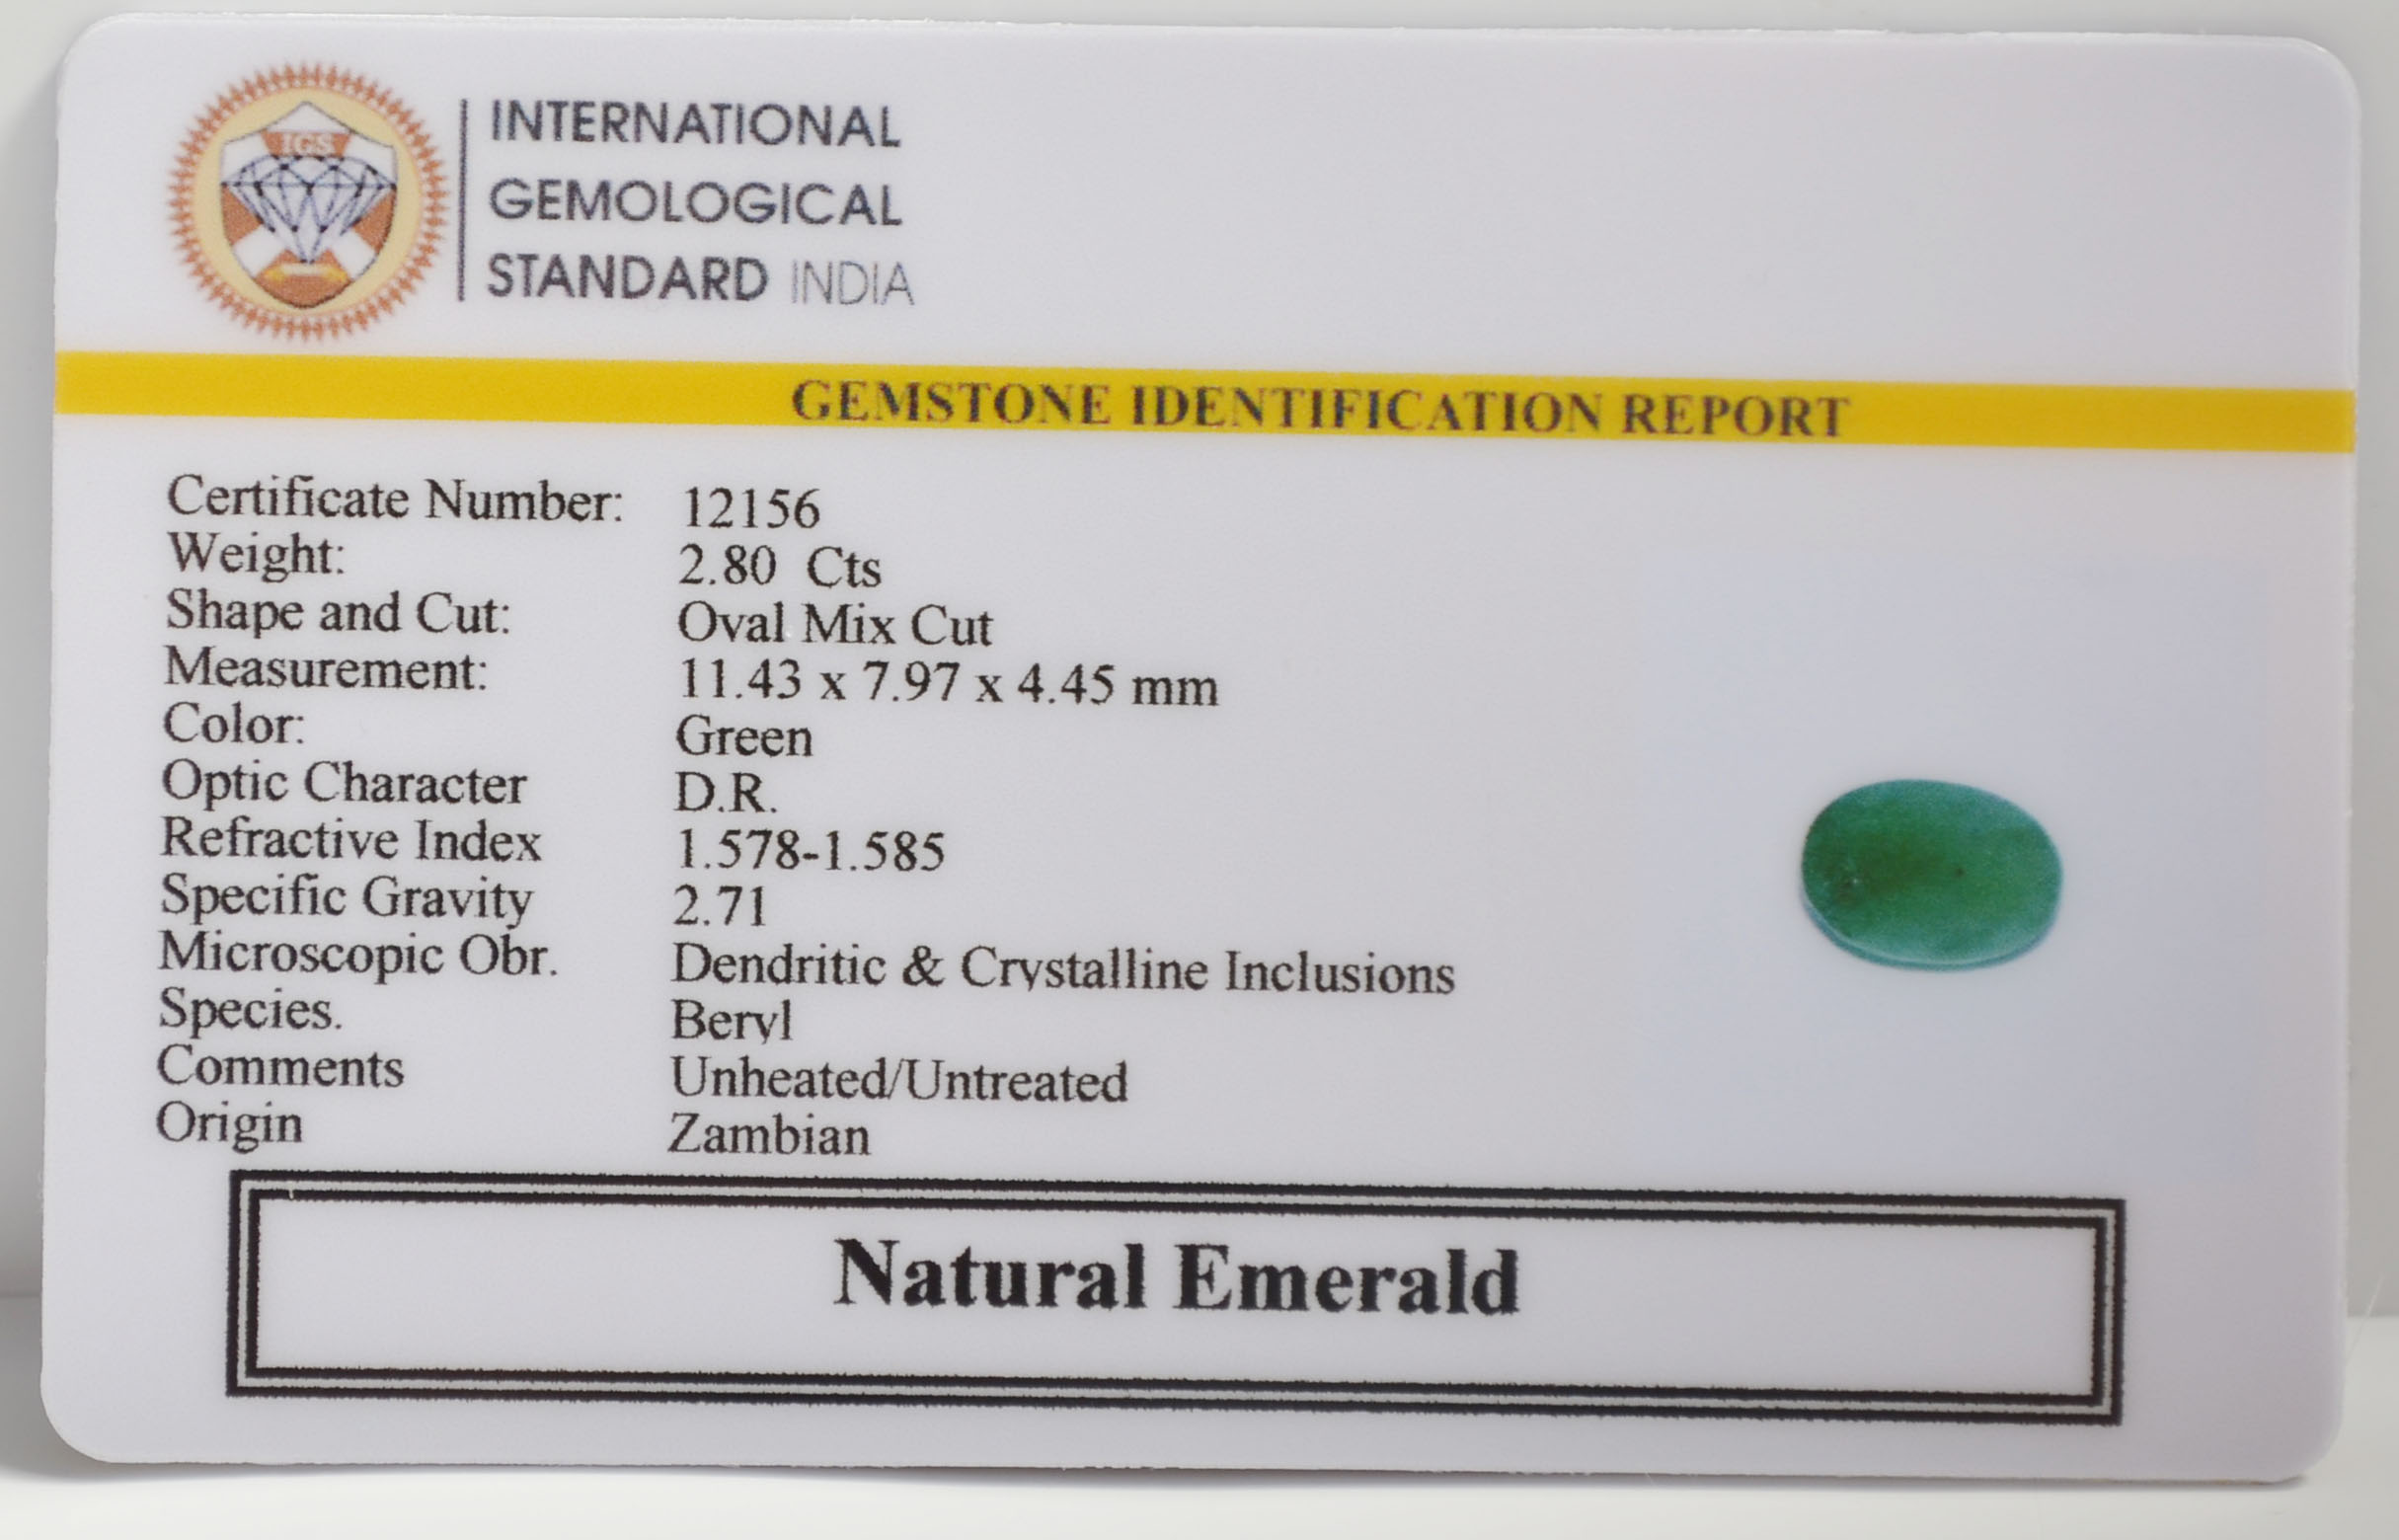 IGS
INTERNATIONAL
GEMOLOGICAL
STANDARD INDIA
GEMSTONE IDENTIFICATION REPORT
Certificate Number: 12156
Weight: 2.80 Cts
Shape and Cut: Oval Mix Cut
Measurement: 11.43 x 7.97 x 4.45 mm
Color: Green
Optic Character D.R.
Refractive Index 1.578-1.585
Specific Gravity 2.71
Microscopic Obr. Dendritic & Crystalline Inclusions
Species. Beryl
Comments Unheated/Untreated
Origin Zambian
Natural Emerald